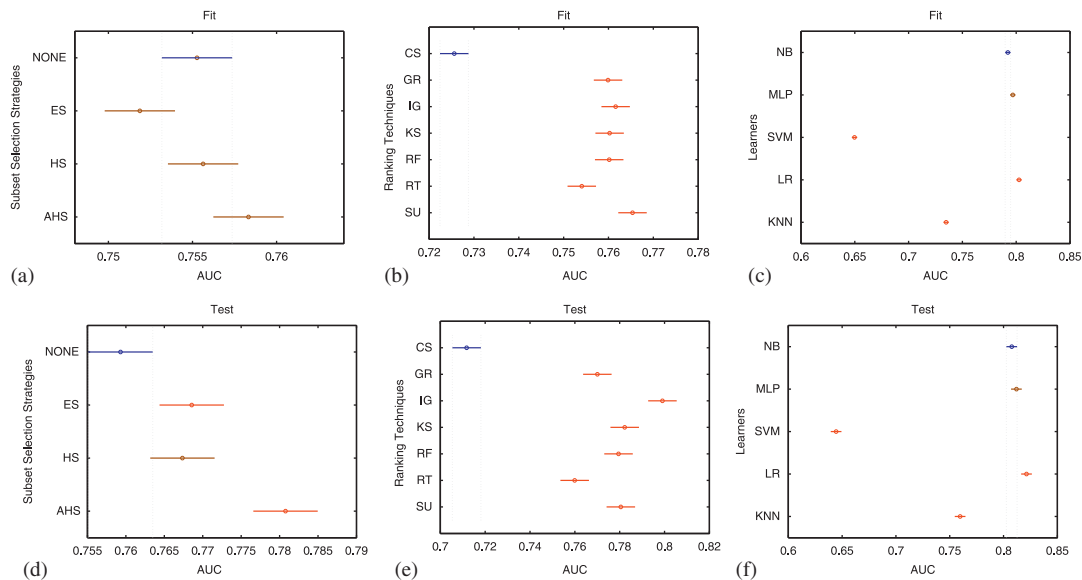 Fit
Subset Selection Strategies
NONE
ES
HS
AHS
0.75
0.755
0.76
AUC
(a)
Fit
Ranking Techniques
CS
GR
IG
KS
RF
RT
SU
0.72
0.73
0.74
0.75
0.76
0.77
0.78
AUC
(b)
Fit
Learners
NB
MLP
SVM
LR
KNN
0.6
0.65
0.7
0.75
0.8
0.85
AUC
(c)
Test
Subset Selection Strategies
NONE
ES
HS
AHS
0.755
0.76
0.765
0.77
0.775
0.78
0.785
0.79
AUC
(d)
Test
Ranking Techniques
CS
GR
IG
KS
RF
RT
SU
0.7
0.72
0.74
0.76
0.78
0.8
0.82
AUC
(e)
Test
Learners
NB
MLP
SVM
LR
KNN
0.6
0.65
0.7
0.75
0.8
0.85
AUC
(f)